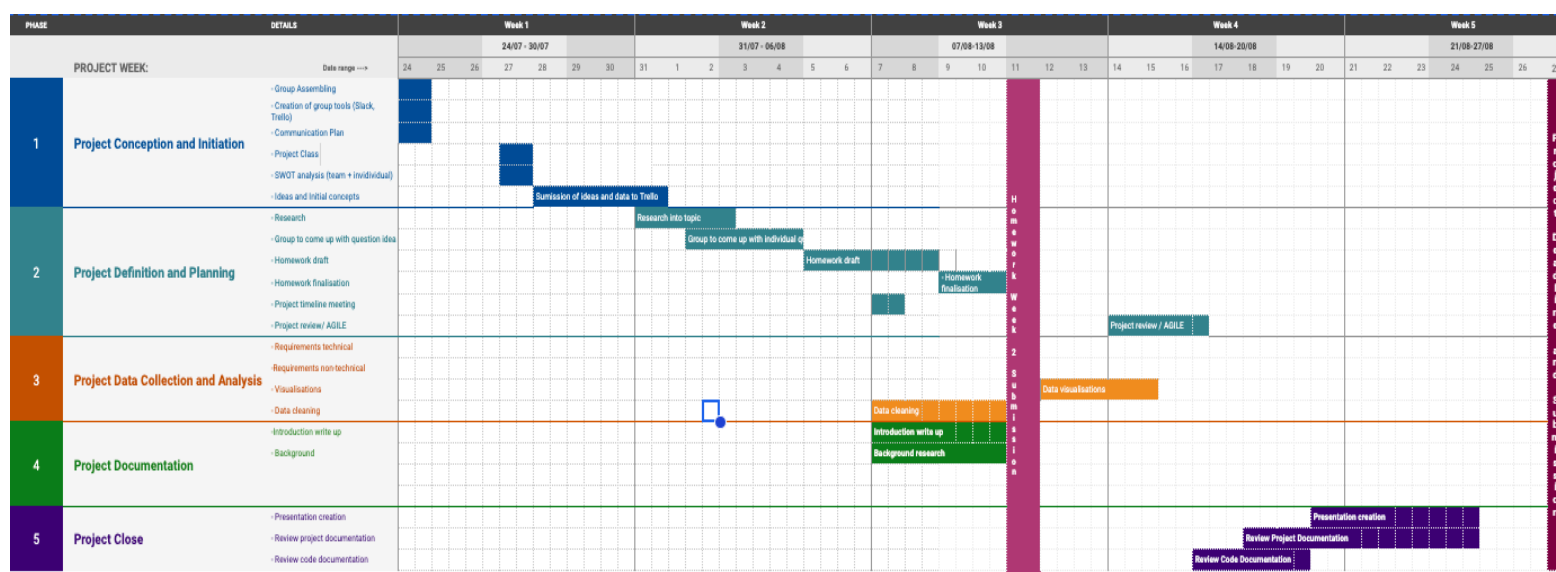 PHASE DETAILS Week 1 Week 2 Week 3 Week 4 Week 5
24/07 - 30/07 31/07 - 06/08 07/08-13/08 14/08-20/08 21/08-27/08
PROJECT WEEK: Date range ---> 24 25 26 27 28 29 30 31 1 2 3 4 5 6 7 8 9 10 11 12 13 14 15 16 17 18 19 20 21 22 23 24 25 26
1
Project Conception and Initiation
- Group Assembling
- Creation of group tools (Slack,
Trello)
- Communication Plan
- Project Class
- SWOT analysis (team + invidividual)
- Ideas and Initial concepts
Sumission of ideas and data to Trello
2
Project Definition and Planning
- Research
Research into topic
- Group to come up with question idea
Group to come up with individual q
- Homework draft
Homework draft
- Homework finalisation
- Homework
finalisation
- Project timeline meeting
- Project review/ AGILE
Project review / AGILE
Homework Week 2 Submission
3
Project Data Collection and Analysis
- Requirements technical
-Requirements non-technical
- Visualisations
Data visualisations
- Data cleaning
Data cleaning
4
Project Documentation
-Introduction write up
Introduction write up
- Background
Background research
5
Project Close
- Presentation creation
Presentation creation
- Review project documentation
Review Project Documentation
- Review code documentation
Review Code Documentation